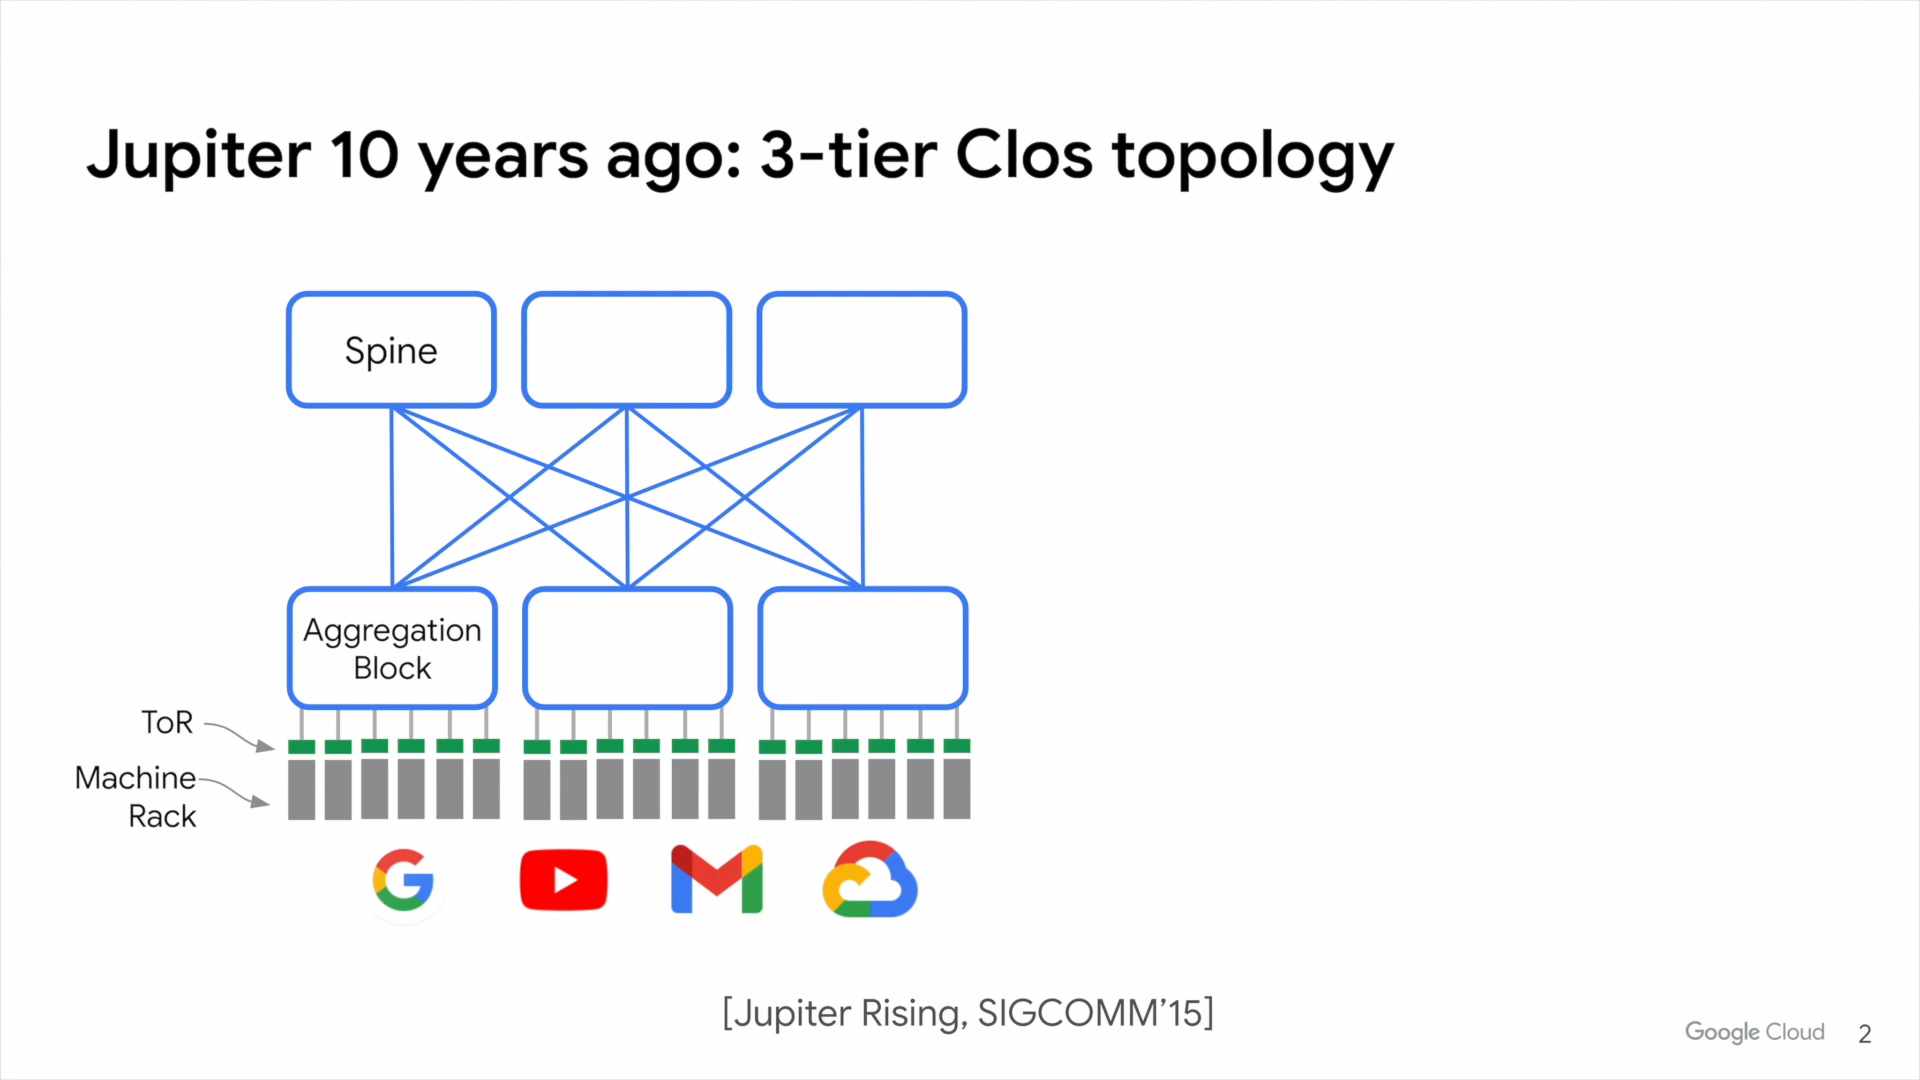 Jupiter 10 years ago: 3-tier Clos topology
Spine
Aggregation
Block
ToR
Machine
Rack
[Jupiter Rising, SIGCOMM’15]
Google Cloud
2